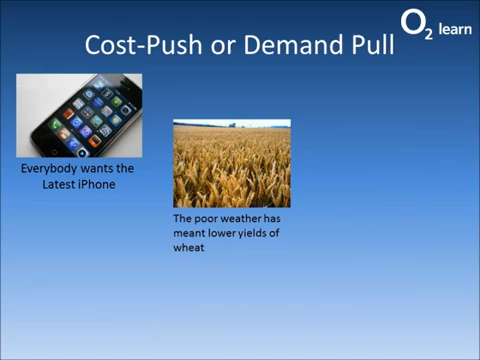 O2 learn
Cost-Push or Demand Pull
Everybody wants the
Latest iPhone
The poor weather has
meant lower yields of
wheat